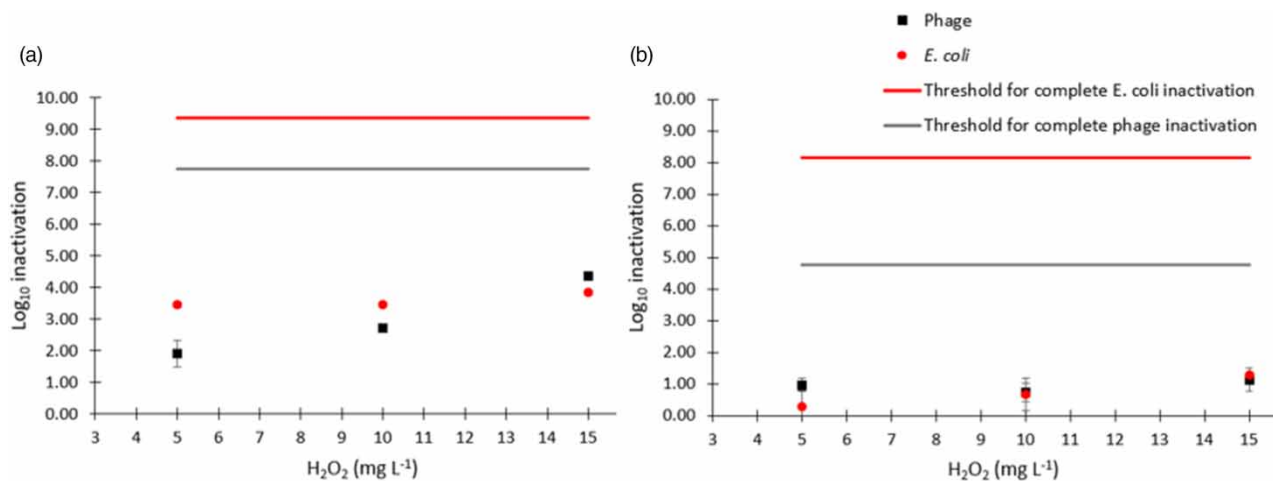 (a)
10.00
9.00
8.00
7.00
6.00
5.00
4.00
3.00
2.00
1.00
0.00
Log10 inactivation
3 4 5 6 7 8 9 10 11 12 13 14 15
H2O2 (mg L-1)
(b)
Phage
E. coli
Threshold for complete E. coli inactivation
Threshold for complete phage inactivation
10.00
9.00
8.00
7.00
6.00
5.00
4.00
3.00
2.00
1.00
0.00
Log10 inactivation
3 4 5 6 7 8 9 10 11 12 13 14 15
H2O2 (mg L-1)